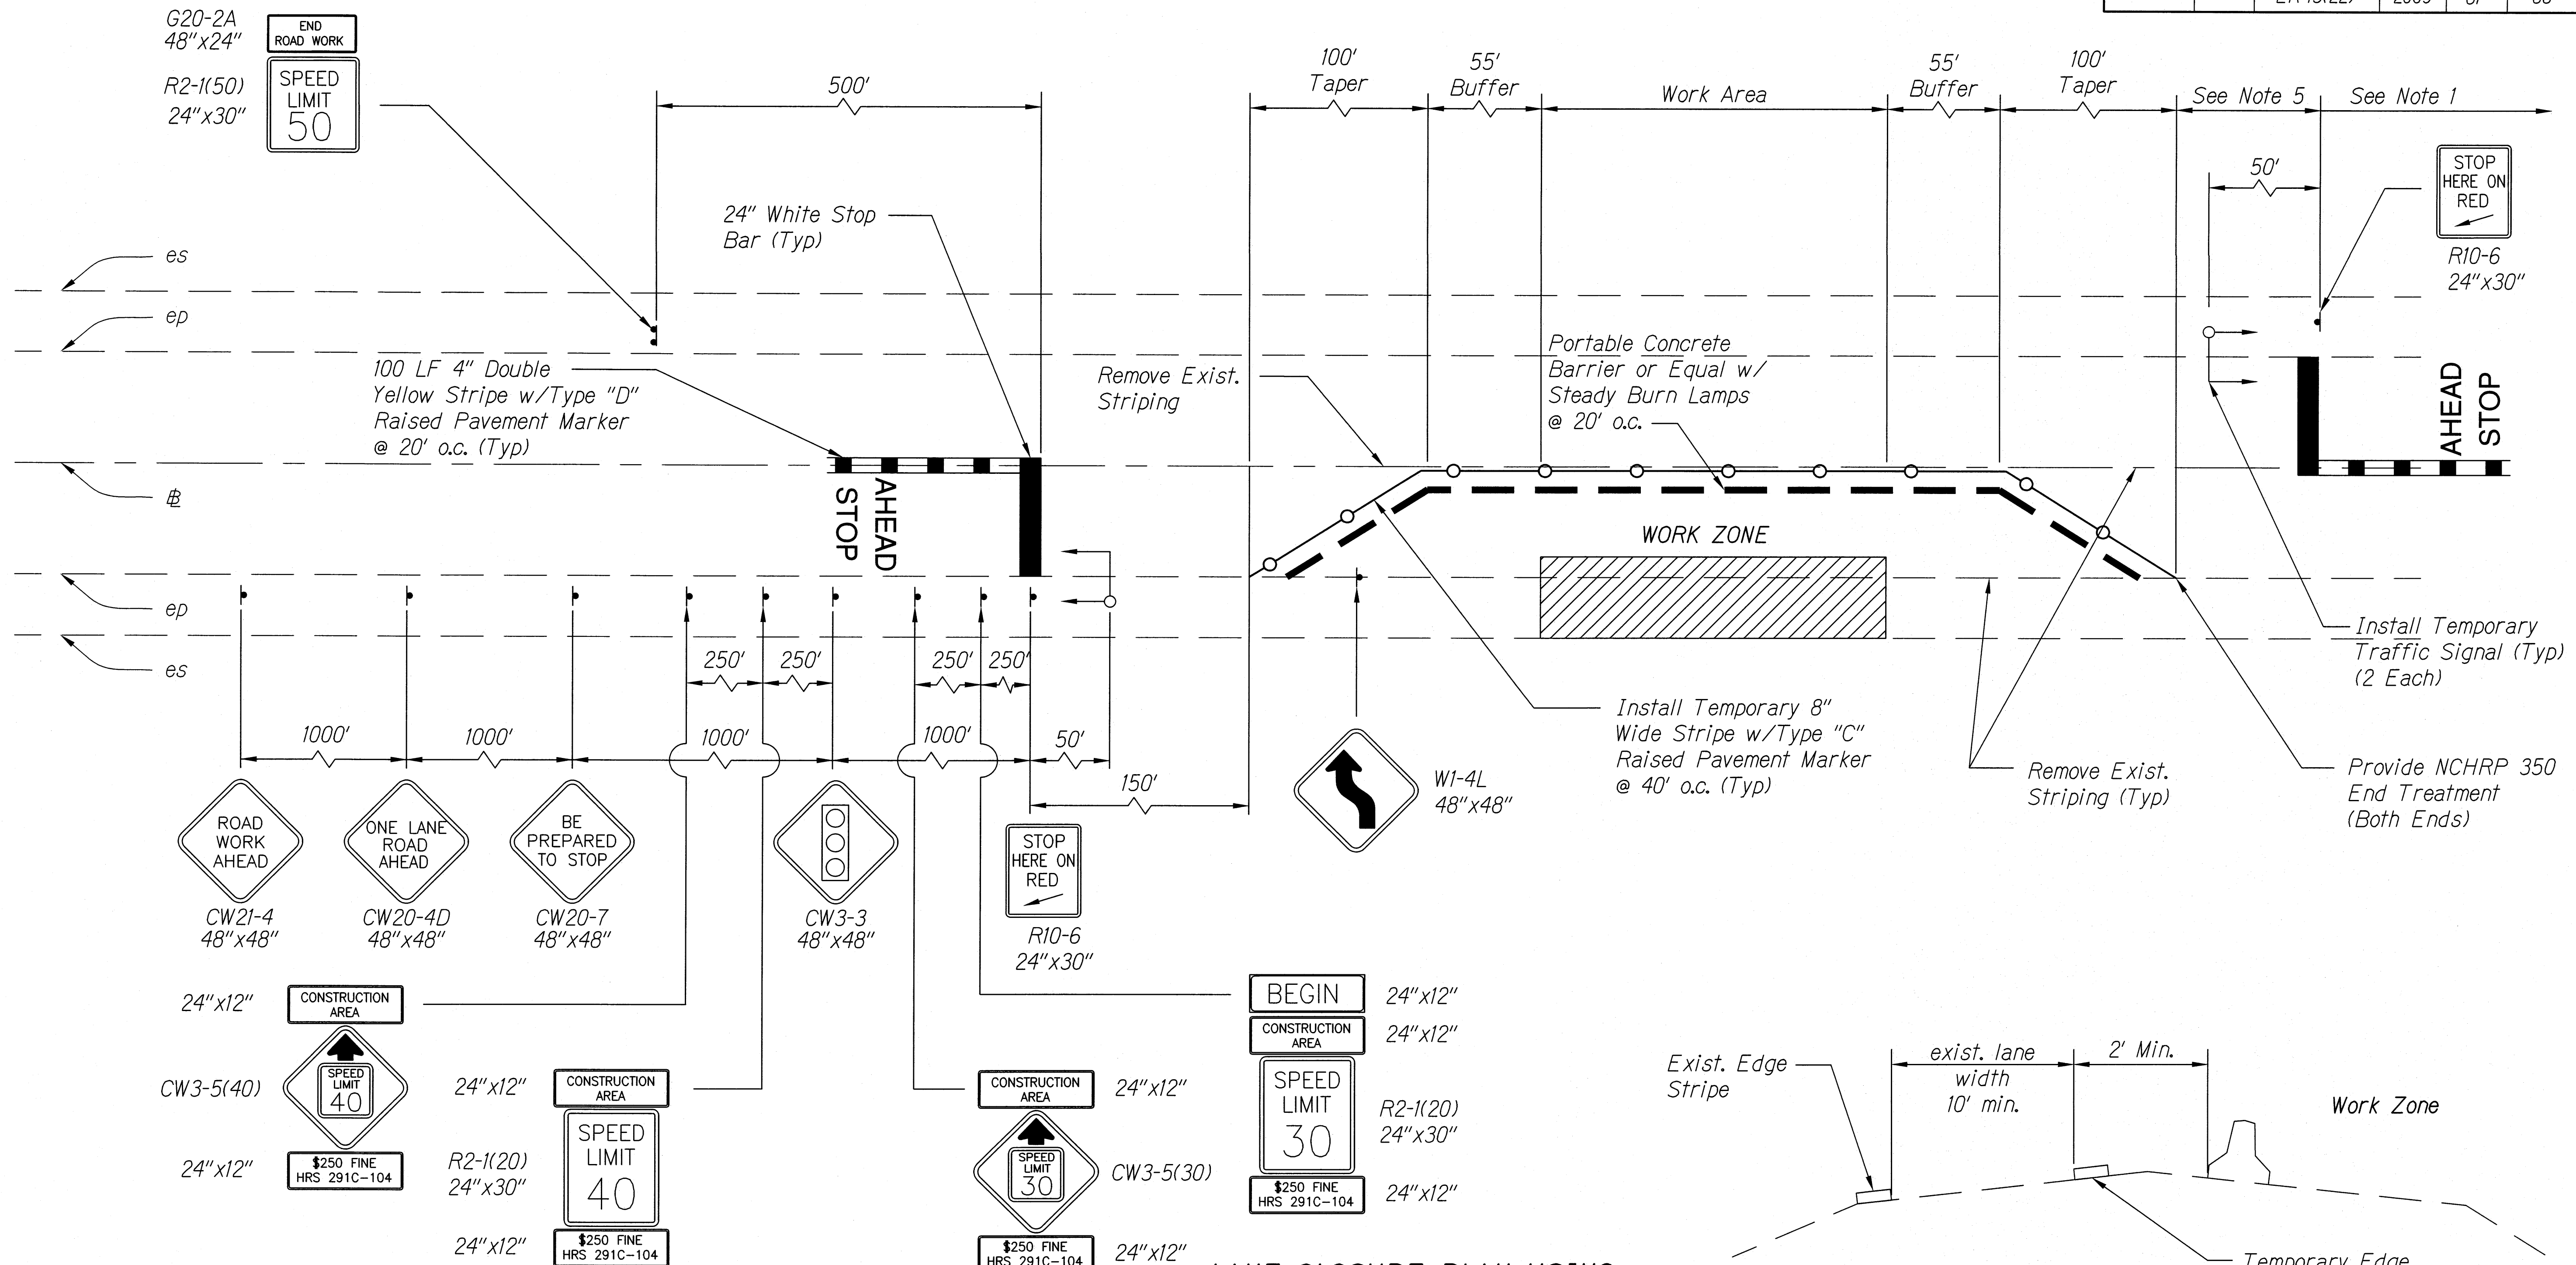 ER-15(22)
2009
37
G20-2A
48"x24"
END
ROAD WORK
R2-1(50)
24"x30"
SPEED
LIMIT
50
500'
100'
Taper
55'
Buffer
Work Area
55'
Buffer
100'
Taper
See Note 5
See Note 1
50'
STOP
HERE ON
RED
R10-6
24"x30"
24" White Stop
Bar (Typ)
es
ep
100 LF 4" Double
Yellow Stripe w/Type "D"
Raised Pavement Marker
@ 20' o.c. (Typ)
Remove Exist.
Striping
Portable Concrete
Barrier or Equal w/
Steady Burn Lamps
@ 20' o.c.
AHEAD
STOP
STOP
AHEAD
WORK ZONE
ep
es
Install Temporary
Traffic Signal (Typ)
(2 Each)
250'
250'
250'
250'
1000'
1000'
1000'
1000'
50'
150'
Install Temporary 8"
Wide Stripe w/Type "C"
Raised Pavement Marker
@ 40' o.c. (Typ)
Remove Exist.
Striping (Typ)
Provide NCHRP 350
End Treatment
(Both Ends)
W1-4L
48"x48"
ROAD
WORK
AHEAD
CW21-4
48"x48"
ONE LANE
ROAD
AHEAD
CW20-4D
48"x48"
BE
PREPARED
TO STOP
CW20-7
48"x48"
CW3-3
48"x48"
STOP
HERE ON
RED
R10-6
24"x30"
24"x12"
CONSTRUCTION
AREA
CW3-5(40)
SPEED
LIMIT
40
24"x12"
$250 FINE
HRS 291C-104
24"x12"
CONSTRUCTION
AREA
R2-1(20)
24"x30"
SPEED
LIMIT
40
24"x12"
$250 FINE
HRS 291C-104
CONSTRUCTION
AREA
24"x12"
SPEED
LIMIT
30
CW3-5(30)
$250 FINE
HRS 291C-104
24"x12"
BEGIN
24"x12"
CONSTRUCTION
AREA
24"x12"
SPEED
LIMIT
30
R2-1(20)
24"x30"
$250 FINE
HRS 291C-104
24"x12"
Exist. Edge
Stripe
exist. lane
width
10' min.
2' Min.
Work Zone
Temporary Edge
LANE CLOSURE PLAN USING